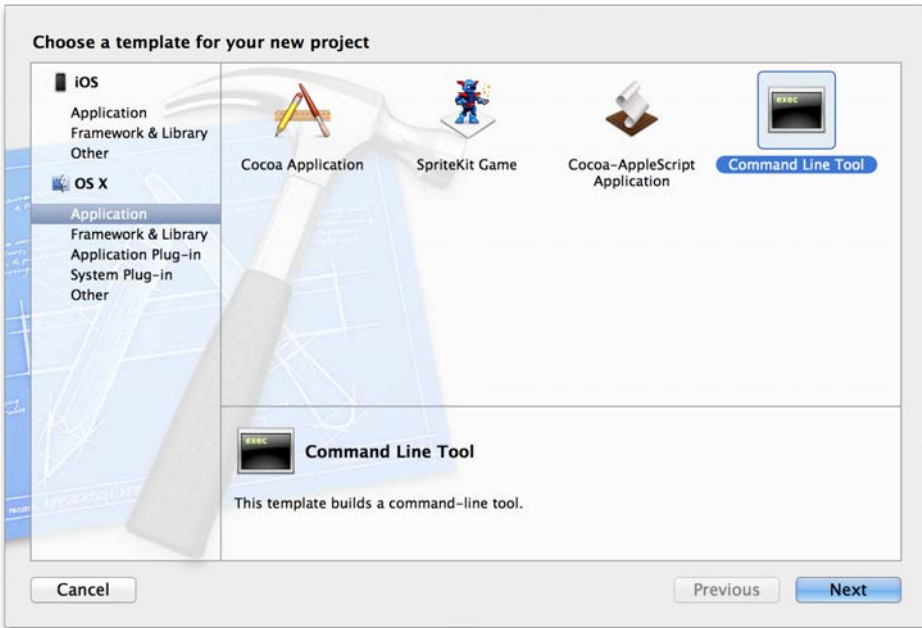 Choose a template for your new project
iOS
Application
Framework & Library
Other
OS X
Application
Framework & Library
Application Plug-in
System Plug-in
Other
exec
Cocoa Application
SpriteKit Game
Cocoa-AppleScript
Application
exec
Command Line Tool
Command Line Tool
This template builds a command-line tool.
Cancel
Previous
Next